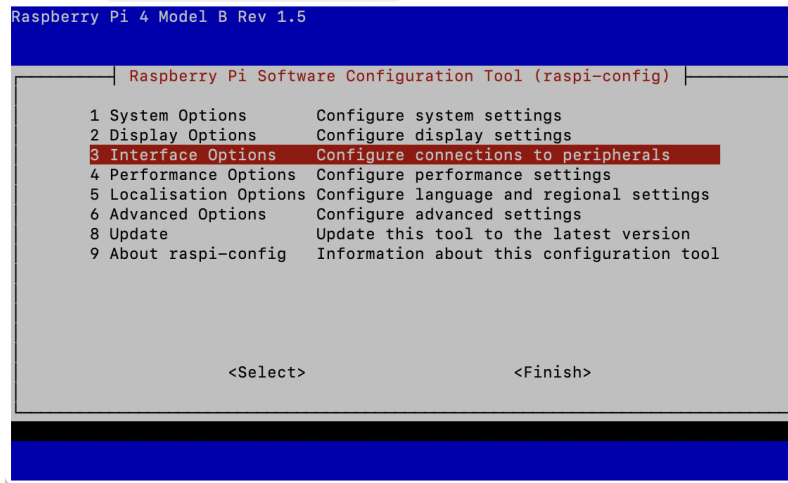 Raspberry Pi 4 Model B Rev 1.5
Raspberry Pi Software Configuration Tool (raspi-config)
1 System Options Configure system settings
2 Display Options Configure display settings
3 Interface Options Configure connections to peripherals
4 Performance Options Configure performance settings
5 Localisation Options Configure language and regional settings
6 Advanced Options Configure advanced settings
8 Update Update this tool to the latest version
9 About raspi-config Information about this configuration tool
<Select> <Finish>